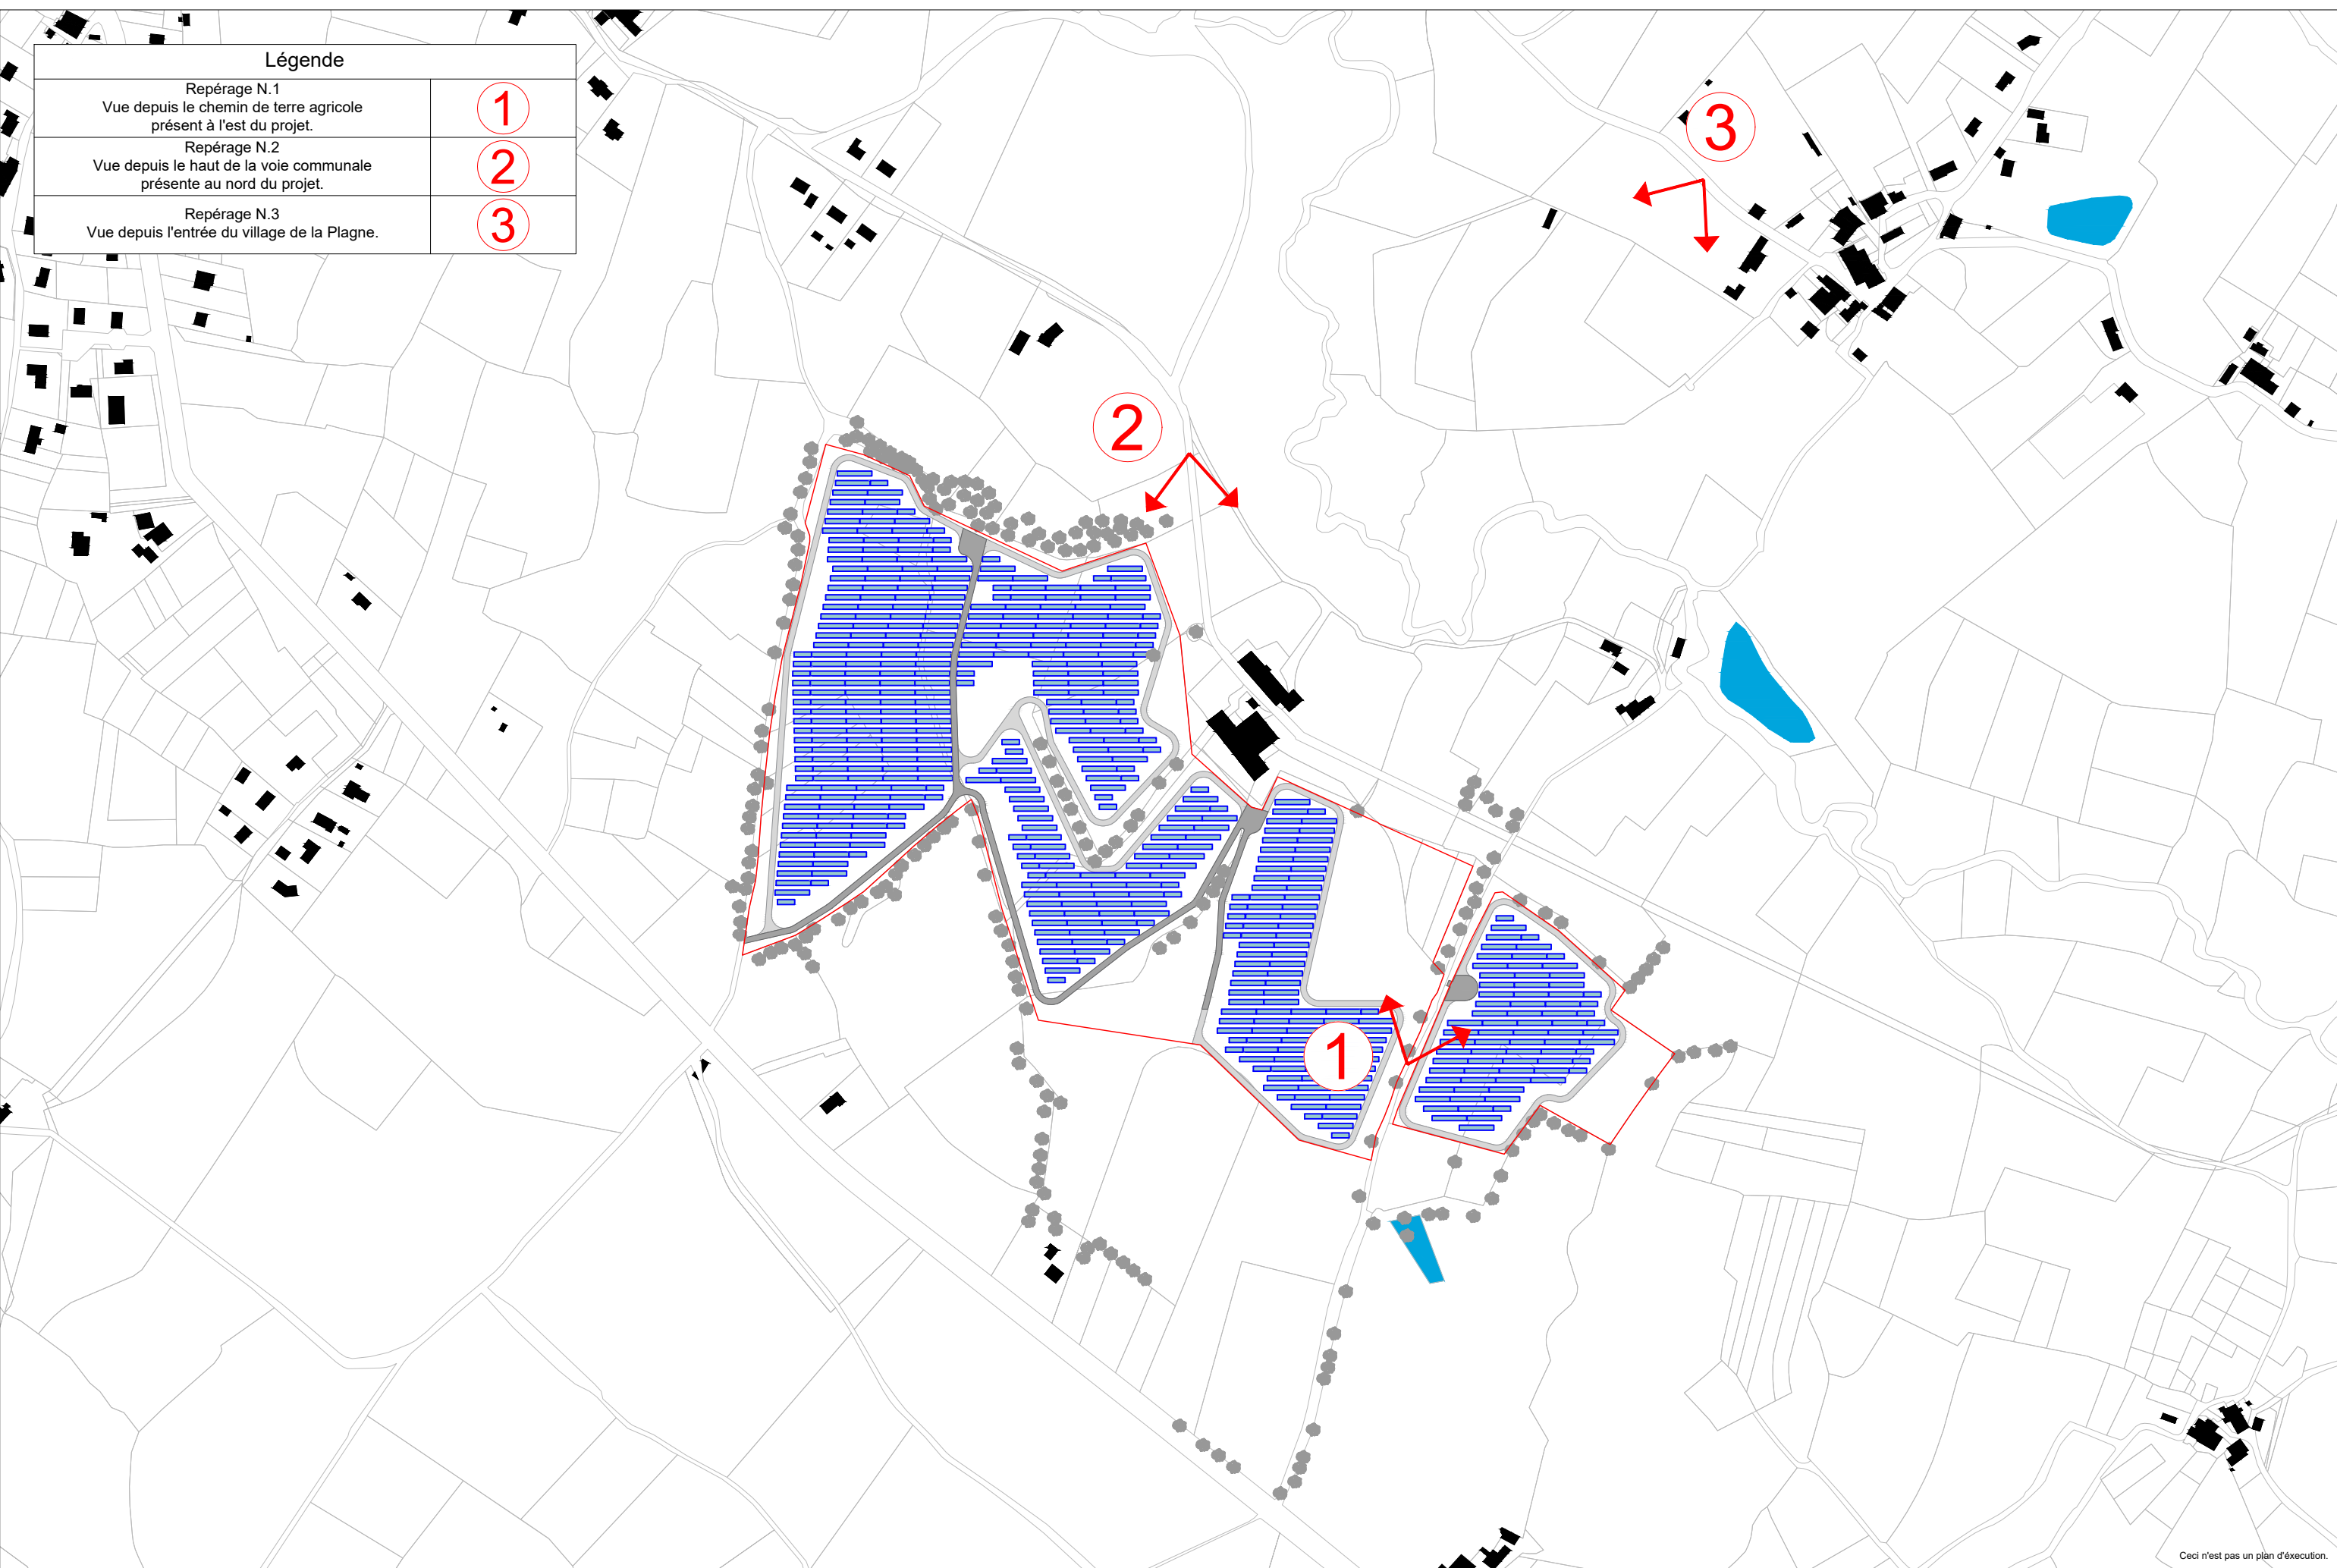 Légende
Repérage N.1
Vue depuis le chemin de terre agricole
présent à l'est du projet.
1
Repérage N.2
Vue depuis le haut de la voie communale
présente au nord du projet.
2
Repérage N.3
Vue depuis l'entrée du village de la Plagne.
3
3
2
1
Ceci n'est pas un plan d'éxecution.